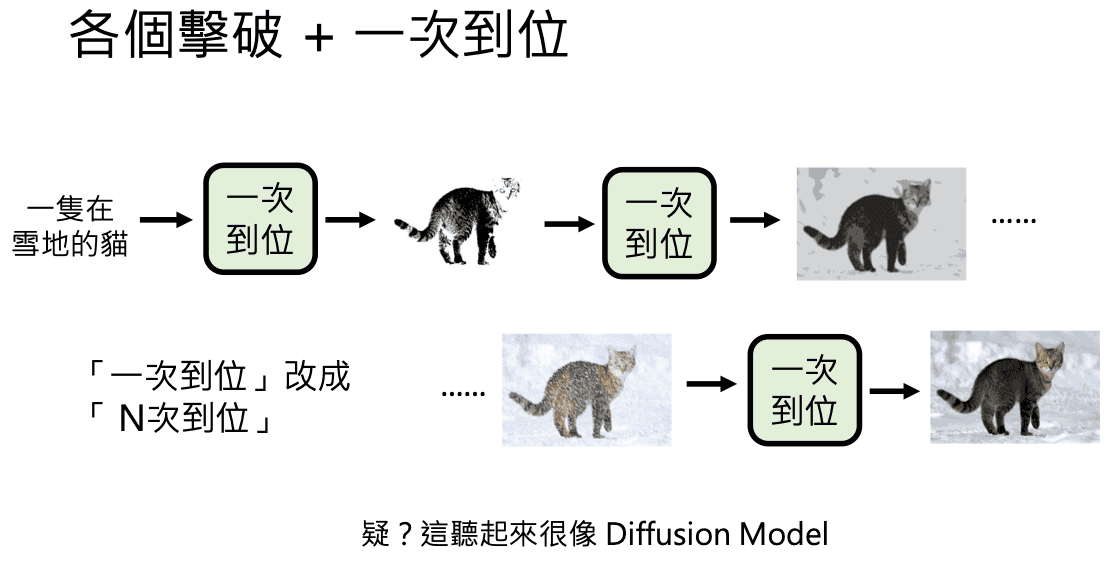 各個擊破 + 一次到位
一隻在
雪地的貓
一次
到位
一次
到位
……
「一次到位」改成
「 N次到位」
……
一次
到位
疑？這聽起來很像 Diffusion Model